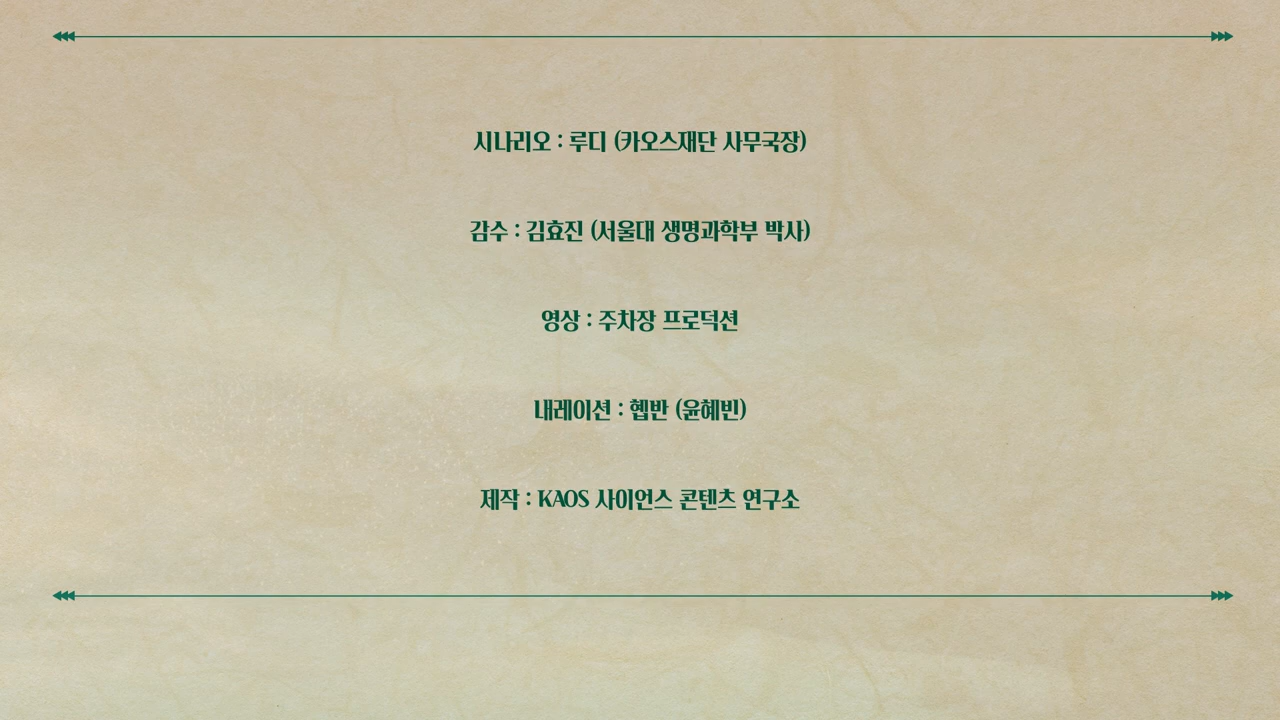 시나리오 : 루디 (카오스재단 사무국장)
감수 : 김효진 (서울대 생명과학부 박사)
영상 : 주차장 프로덕션
내레이션 : 헵반 (윤혜빈)
제작 : KAOS 사이언스 콘텐츠 연구소